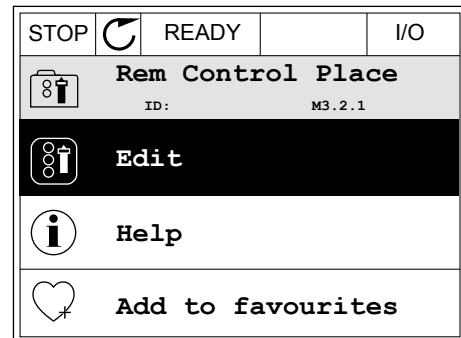 STOP READY I/O
Rem Control Place
ID: M3.2.1
Edit
Help
Add to favourites